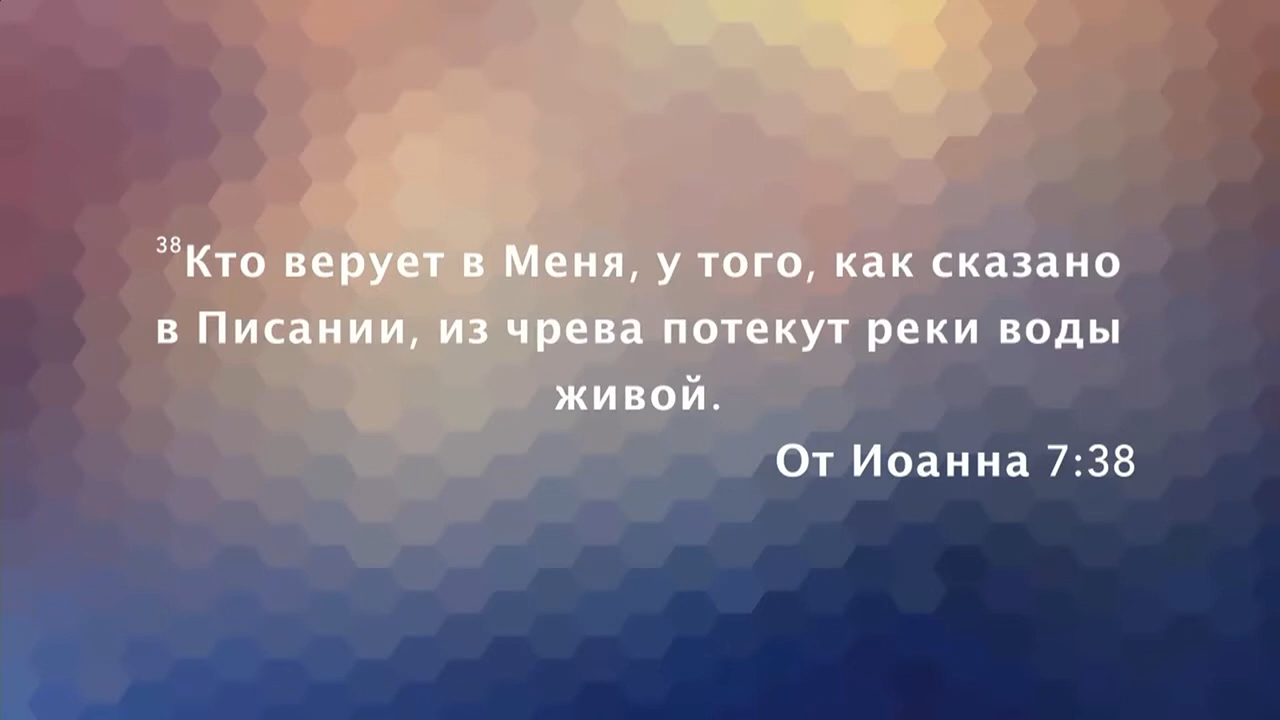 38Кто верует в Меня, у того, как сказано
в Писании, из чрева потекут реки воды
живой.
От Иоанна 7:38